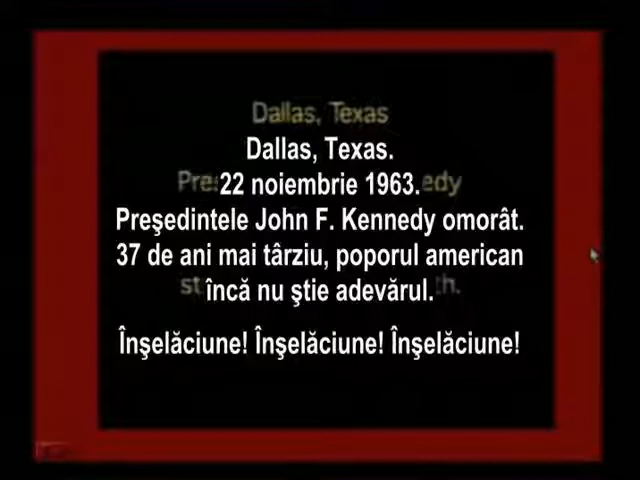 Dallas, Texas
Dallas, Texas.
22 noiembrie 1963.
Preşedintele John F. Kennedy omorât.
37 de ani mai târziu, poporul american
încă nu ştie adevărul.
Înşelăciune! Înşelăciune! Înşelăciune!